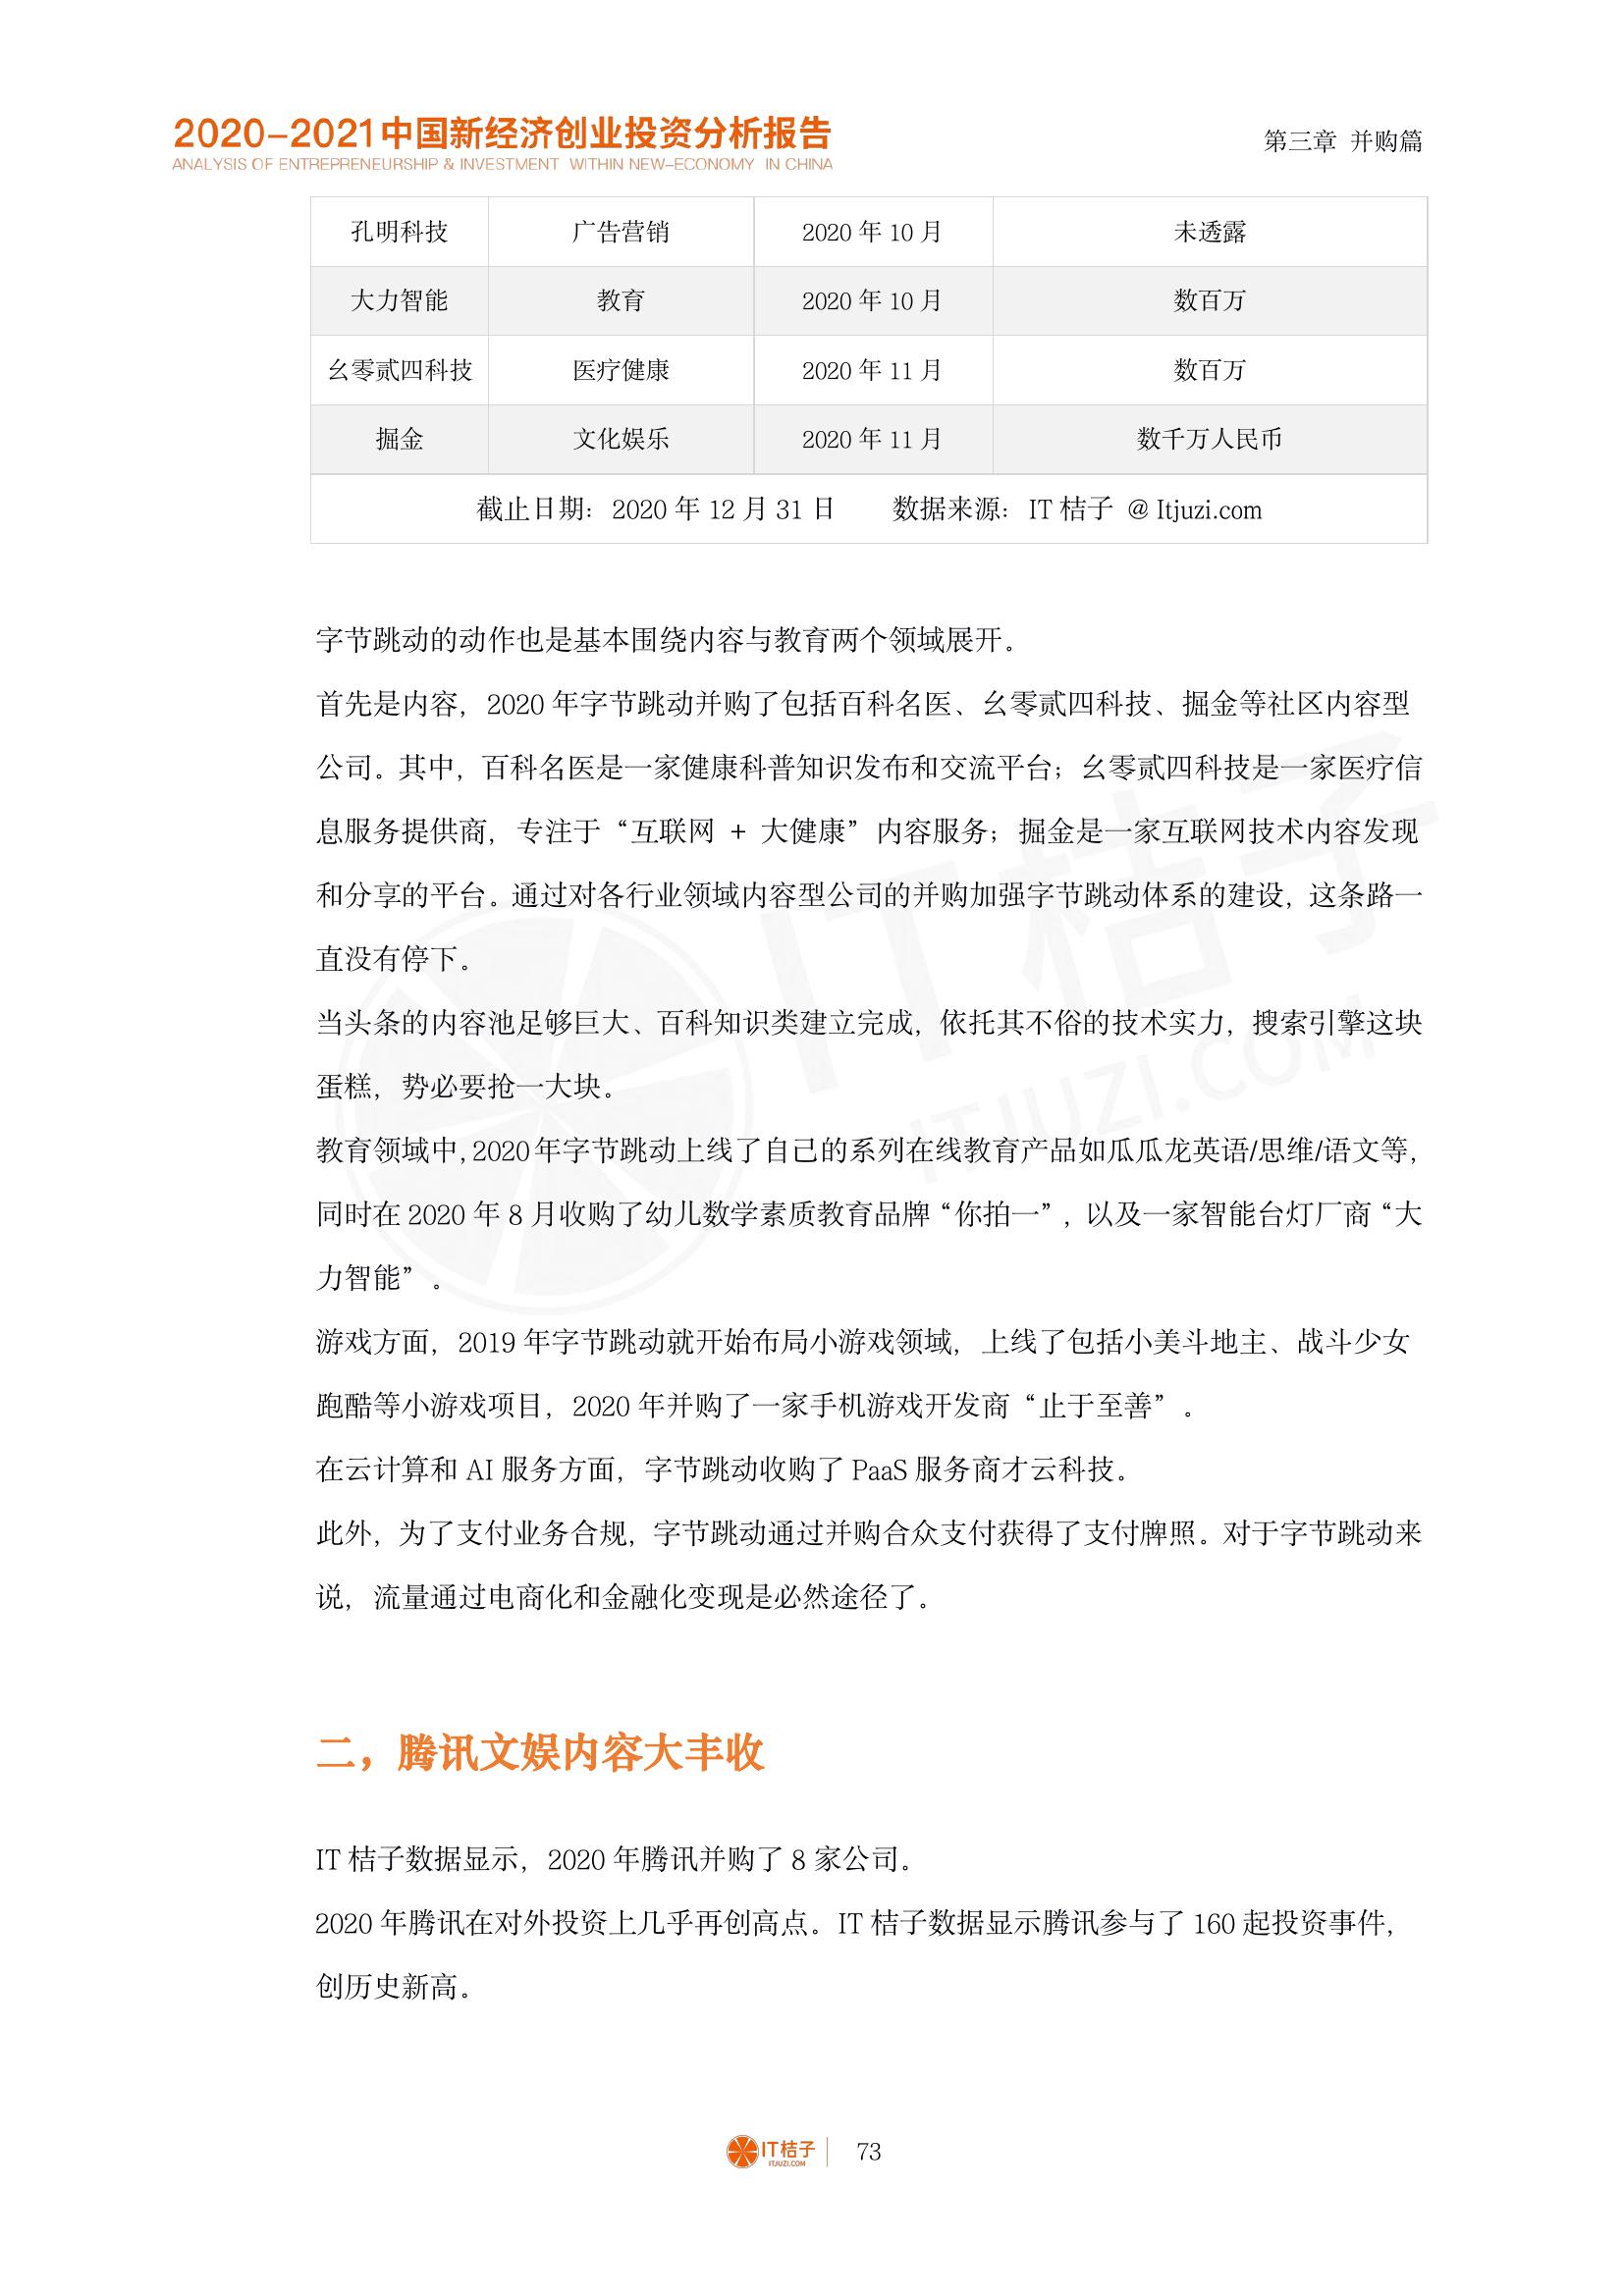 2020-2021中国新经济创业投资分析报告
ANALYSIS OF ENTREPRENEURSHIP & INVESTMENT WITHIN NEW-ECONOMY IN CHINA
第三章 并购篇
孔明科技 广告营销 2020 年 10 月 未透露
大力智能 教育 2020 年 10 月 数百万
幺零贰四科技 医疗健康 2020 年 11 月 数百万
掘金 文化娱乐 2020 年 11 月 数千万人民币
截止日期：2020 年 12 月 31 日 数据来源：IT 桔子 @ Itjuzi.com
字节跳动的动作也是基本围绕内容与教育两个领域展开。
首先是内容，2020 年字节跳动并购了包括百科名医、幺零贰四科技、掘金等社区内容型
公司。其中，百科名医是一家健康科普知识发布和交流平台；幺零贰四科技是一家医疗信
息服务提供商，专注于“互联网 + 大健康”内容服务；掘金是一家互联网技术内容发现
和分享的平台。通过对各行业领域内容型公司的并购加强字节跳动体系的建设，这条路一
直没有停下。
当头条的内容池足够巨大、百科知识类建立完成，依托其不俗的技术实力，搜索引擎这块
蛋糕，势必要抢一大块。
教育领域中，2020年字节跳动上线了自己的系列在线教育产品如瓜瓜龙英语/思维/语文等，
同时在 2020 年 8 月收购了幼儿数学素质教育品牌“你拍一”，以及一家智能台灯厂商“大
力智能”。
游戏方面，2019 年字节跳动就开始布局小游戏领域，上线了包括小美斗地主、战斗少女
跑酷等小游戏项目，2020 年并购了一家手机游戏开发商“止于至善”。
在云计算和 AI 服务方面，字节跳动收购了 PaaS 服务商才云科技。
此外，为了支付业务合规，字节跳动通过并购合众支付获得了支付牌照。对于字节跳动来
说，流量通过电商化和金融化变现是必然途径了。
二，腾讯文娱内容大丰收
IT 桔子数据显示，2020 年腾讯并购了 8 家公司。
2020 年腾讯在对外投资上几乎再创高点。IT 桔子数据显示腾讯参与了 160 起投资事件，
创历史新高。
IT桔子
ITJUZI.COM
IT桔子
ITJUZI.COM
73